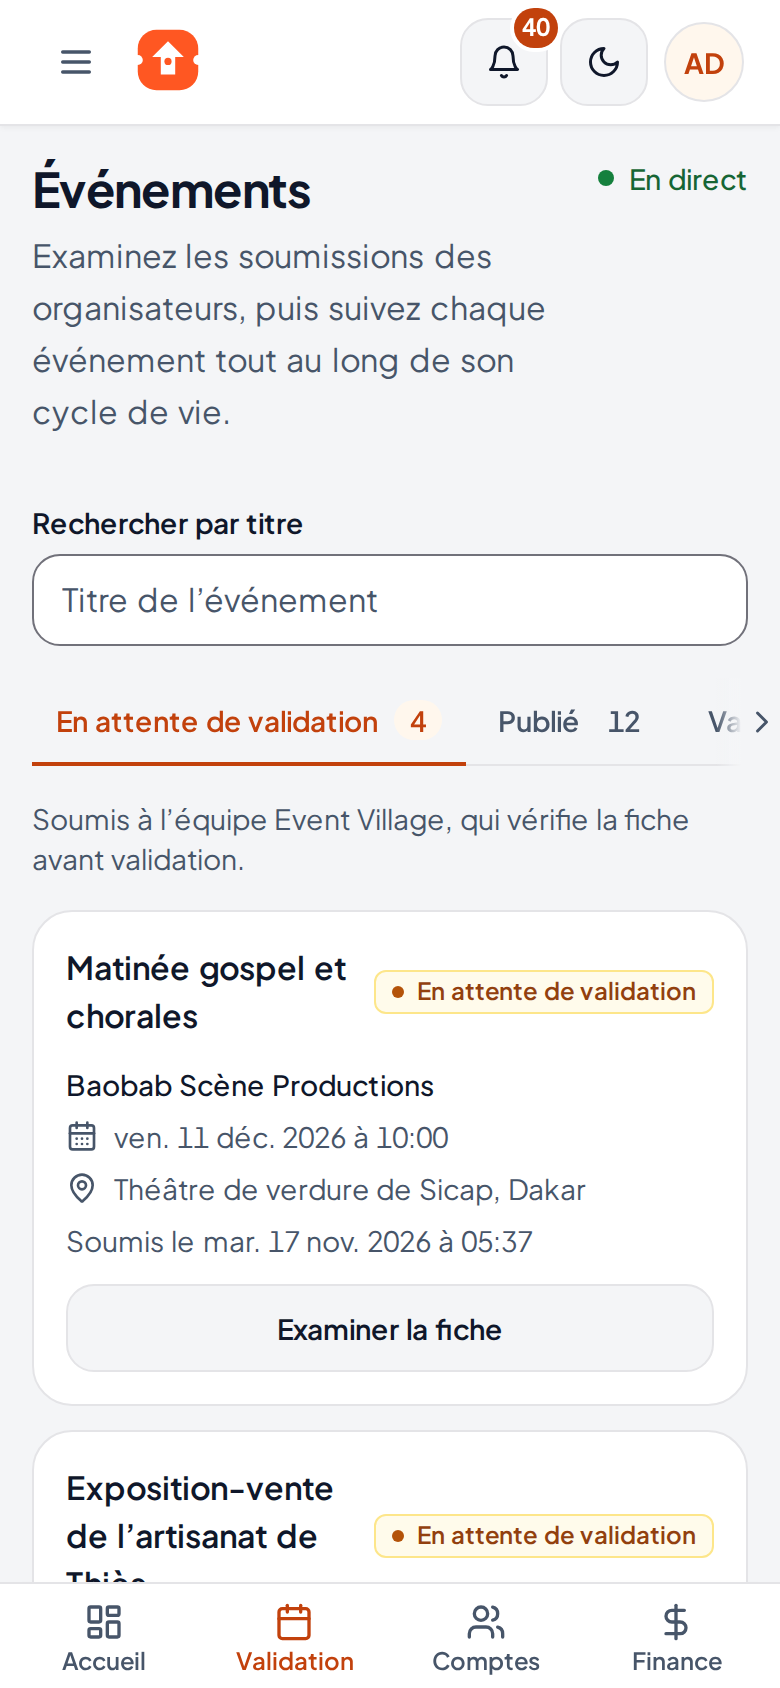 40
AD
Événements
En direct
Examinez les soumissions des
organisateurs, puis suivez chaque
événement tout au long de son
cycle de vie.
Rechercher par titre
Titre de l’événement
En attente de validation 4 Publié 12 Va
Soumis à l’équipe Event Village, qui vérifie la fiche
avant validation.
Matinée gospel et
chorales
En attente de validation
Baobab Scène Productions
ven. 11 déc. 2026 à 10:00
Théâtre de verdure de Sicap, Dakar
Soumis le mar. 17 nov. 2026 à 05:37
Examiner la fiche
Exposition-vente
de l’artisanat de
Thiès
En attente de validation
Accueil Validation Comptes Finance